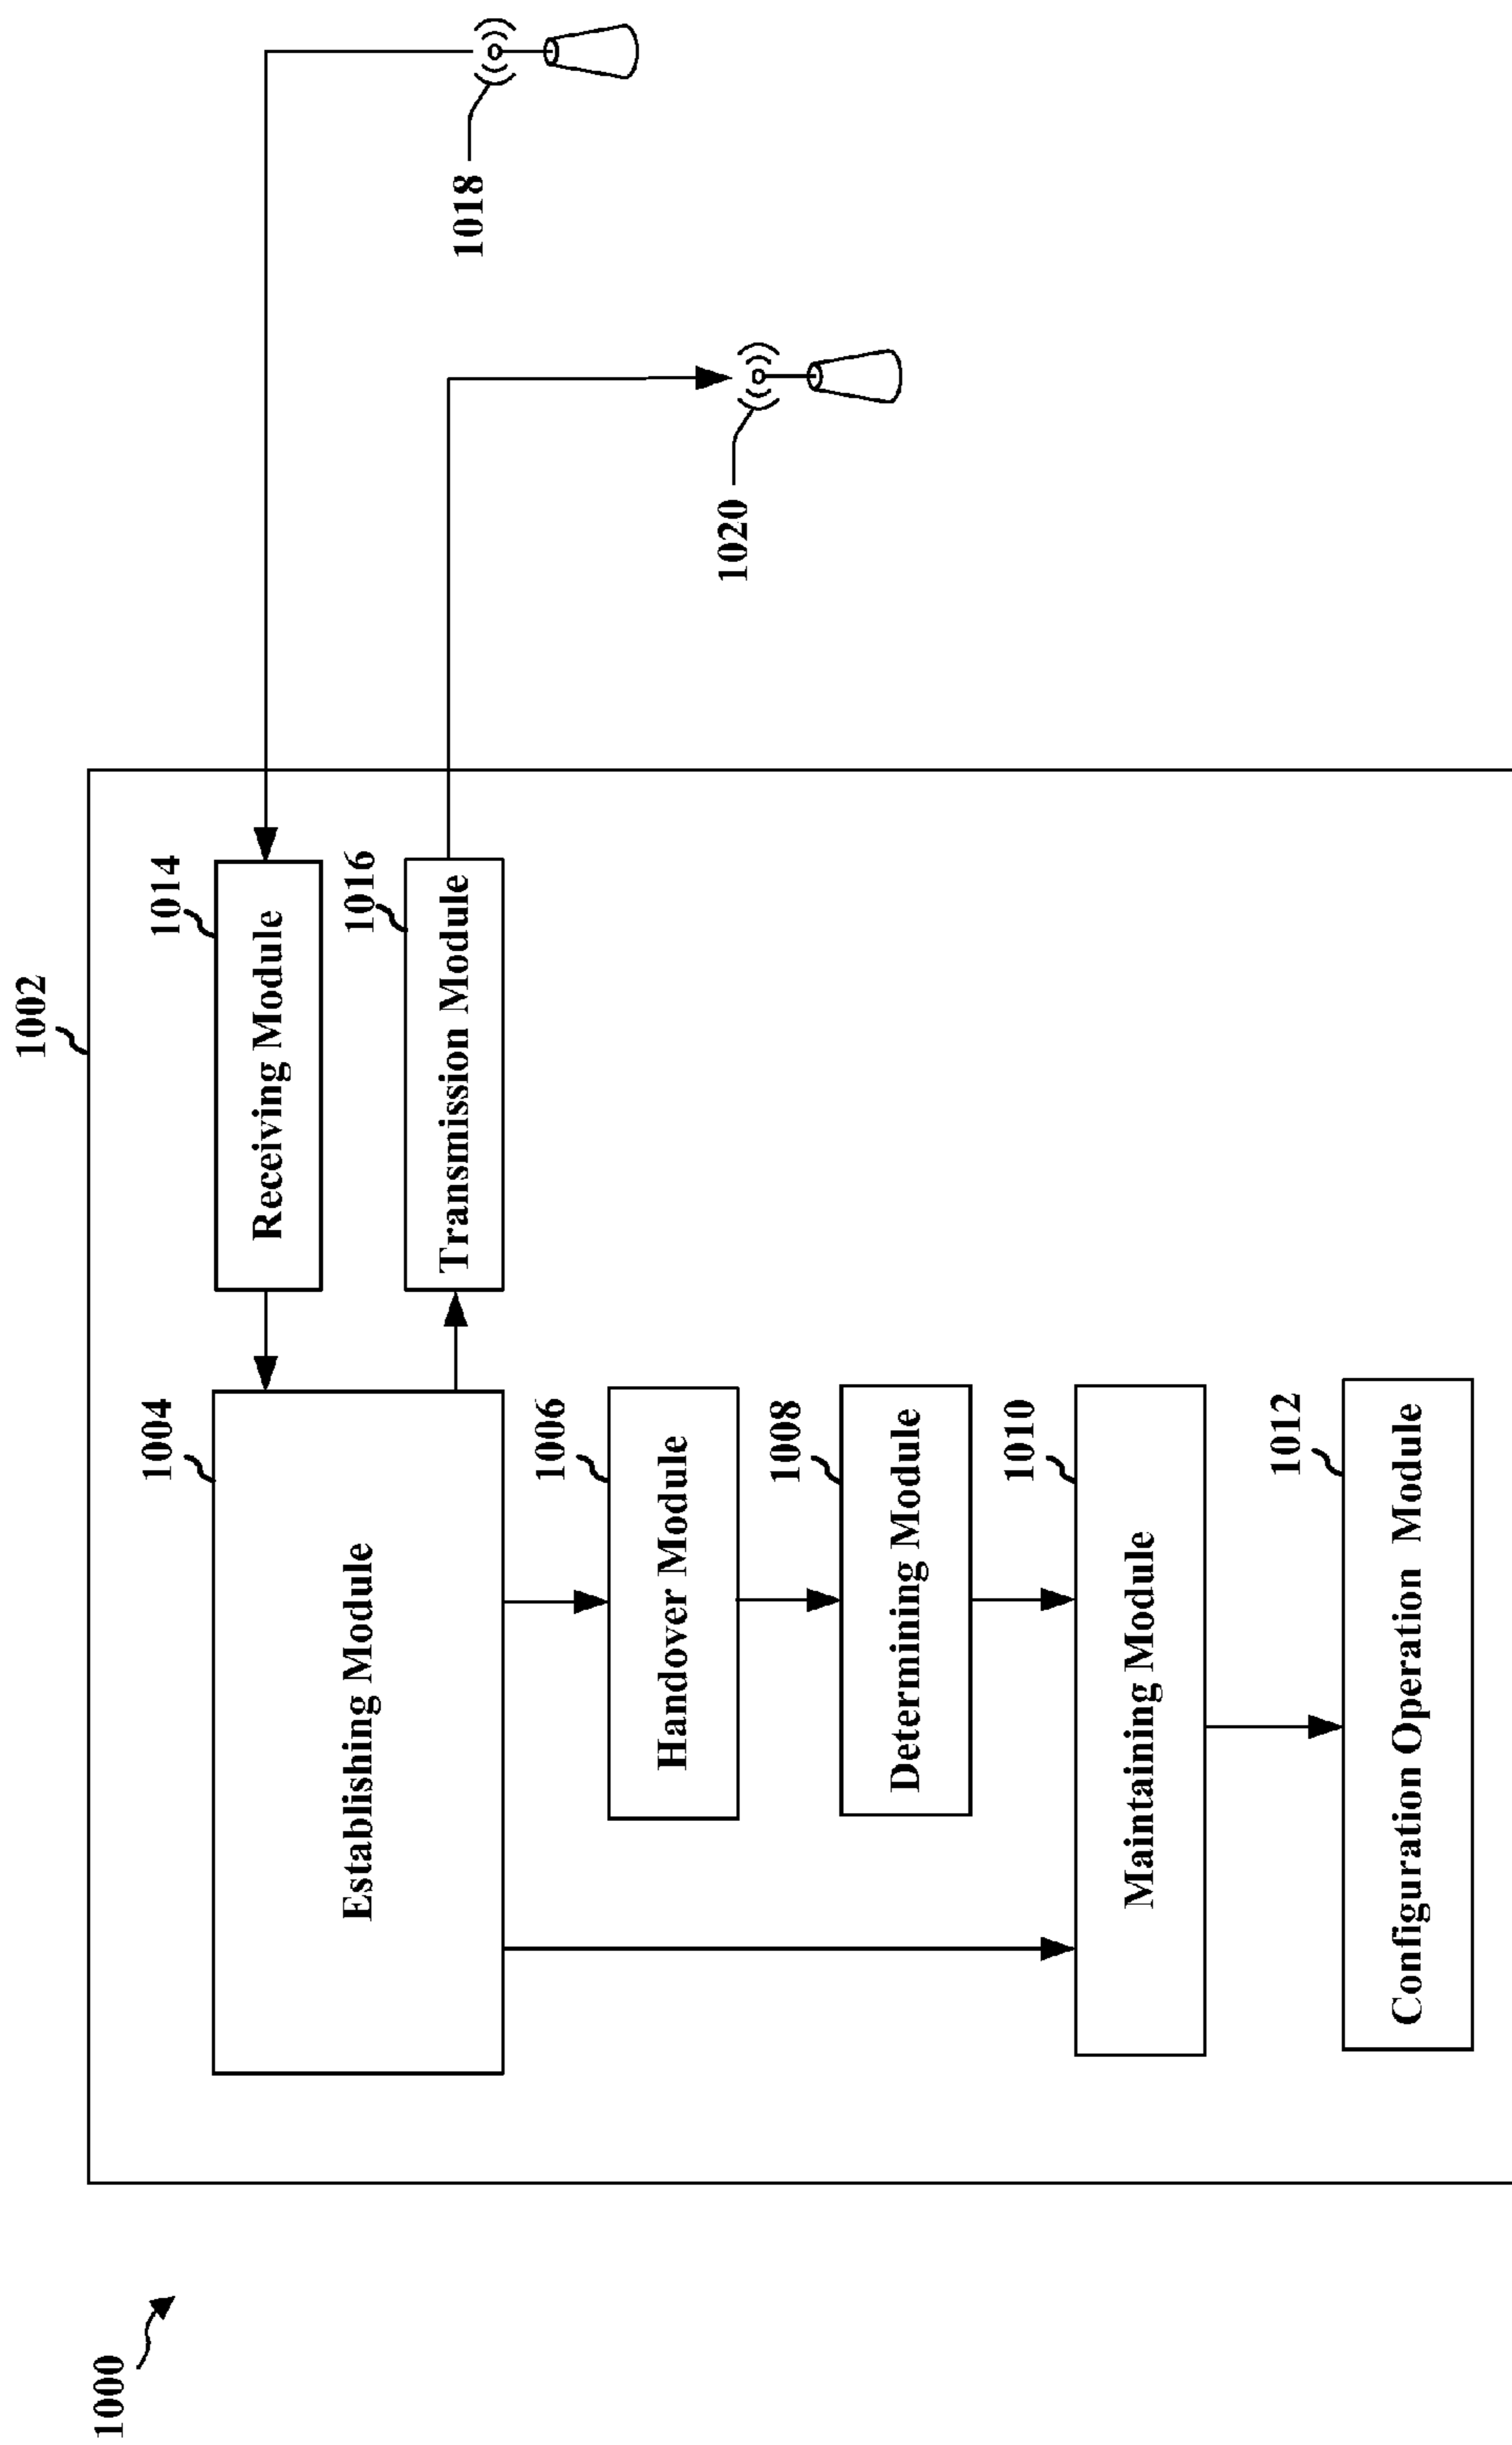 1000
1002
1004
Establishing Module
1014
Receiving Module
1016
Transmission Module
1018
1020
1006
Handover Module
1008
Determining Module
1010
Maintaining Module
1012
Configuration Operation Module